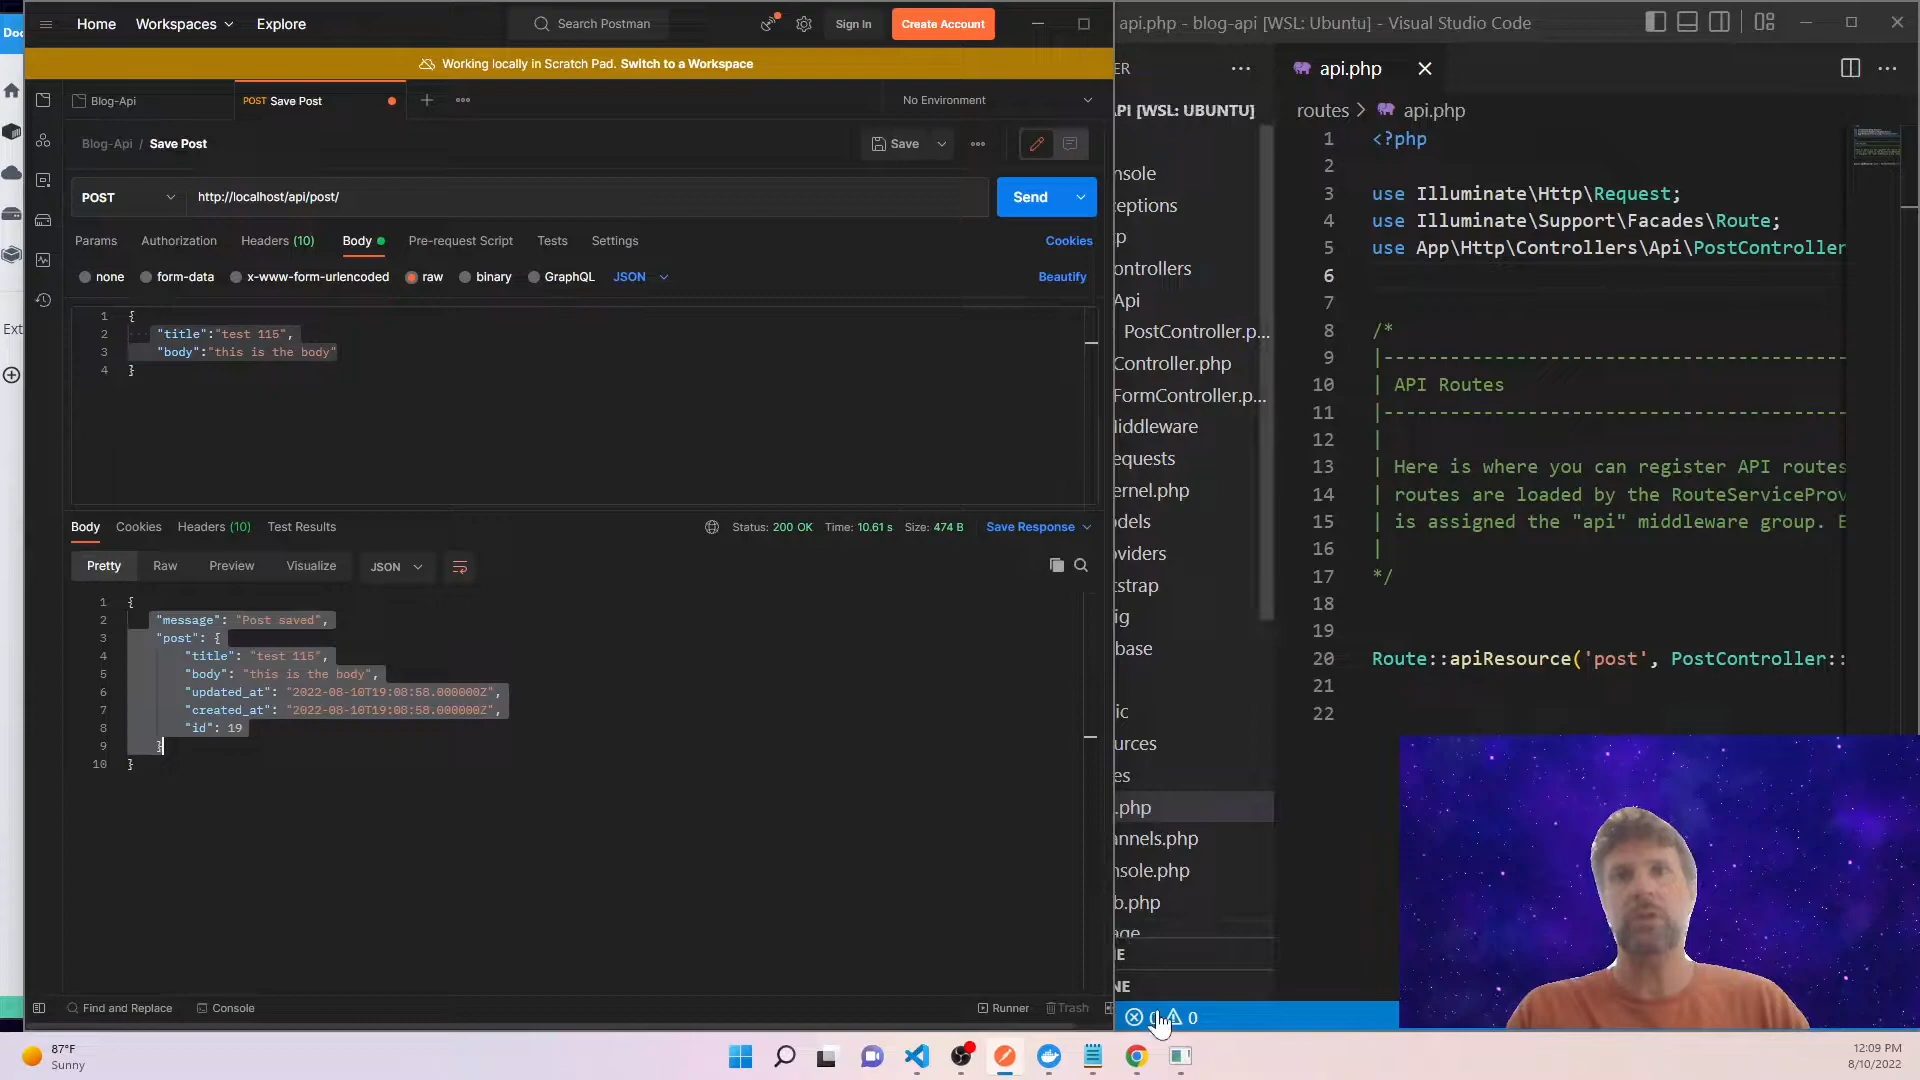 Doc
Home Workspaces Explore Search Postman Sign In Create Account
Working locally in Scratch Pad. Switch to a Workspace
Blog-Api POST Save Post No Environment
Blog-Api / Save Post Save
POST http://localhost/api/post/ Send
Params Authorization Headers (10) Body Pre-request Script Tests Settings Cookies
none form-data x-www-form-urlencoded raw binary GraphQL JSON Beautify
1 {
2 "title":"test 115",
3 "body":"this is the body"
4 }
Ext
Body Cookies Headers (10) Test Results Status: 200 OK Time: 10.61 s Size: 474 B Save Response
Pretty Raw Preview Visualize JSON
1 {
2 "message": "Post saved",
3 "post": {
4 "title": "test 115",
5 "body": "this is the body",
6 "updated_at": "2022-08-10T19:08:58.000000Z",
7 "created_at": "2022-08-10T19:08:58.000000Z",
8 "id": 19
9 }
10 }
Find and Replace Console Runner Trash
api.php - blog-api [WSL: Ubuntu] - Visual Studio Code
ER
API [WSL: UBUNTU]
nsole
ceptions
p
ontrollers
Api
PostController.p...
Controller.php
FormController.p...
iddleware
equests
ernel.php
dels
viders
tstrap
ig
base
ic
urces
es
.php
annels.php
nsole.php
b.php
age
E
NE
0
api.php
routes > api.php
1 <?php
2
3 use Illuminate\Http\Request;
4 use Illuminate\Support\Facades\Route;
5 use App\Http\Controllers\Api\PostController
6
7
8 /*
9 |------------------------------------------
10 | API Routes
11 |------------------------------------------
12 |
13 | Here is where you can register API routes
14 | routes are loaded by the RouteServiceProv
15 | is assigned the "api" middleware group. E
16 |
17 */
18
19
20 Route::apiResource('post', PostController::
21
22
87°F
Sunny
12:09 PM
8/10/2022